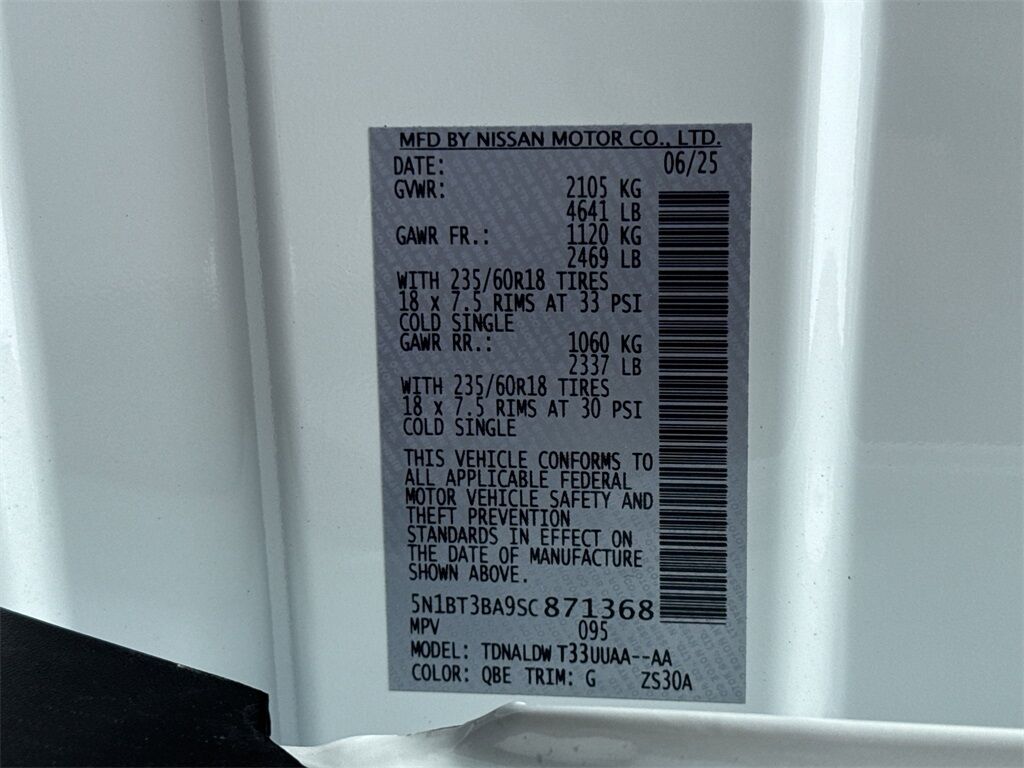 MFD BY NISSAN MOTOR CO., LTD.
DATE: 06/25
GVWR: 2105 KG
4641 LB
GAWR FR.: 1120 KG
2469 LB
WITH 235/60R18 TIRES
18 x 7.5 RIMS AT 33 PSI
COLD SINGLE
GAWR RR.: 1060 KG
2337 LB
WITH 235/60R18 TIRES
18 x 7.5 RIMS AT 30 PSI
COLD SINGLE
THIS VEHICLE CONFORMS TO
ALL APPLICABLE FEDERAL
MOTOR VEHICLE SAFETY AND
THEFT PREVENTION
STANDARDS IN EFFECT ON
THE DATE OF MANUFACTURE
SHOWN ABOVE.
5N1BT3BA9SC871368
MPV 095
MODEL: TDNALDW T33UUAA--AA
COLOR: QBE TRIM: G ZS30A